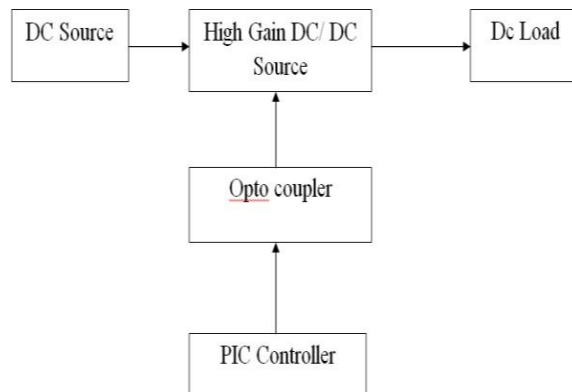 DC Source
High Gain DC/ DC
Source
Dc Load
Opto coupler
PIC Controller